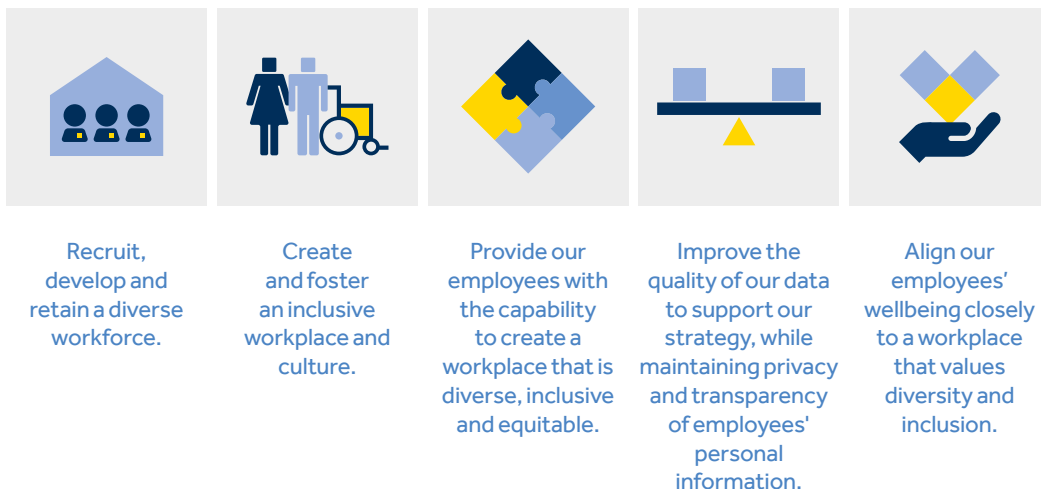 Recruit,
develop and
retain a diverse
workforce.
Create
and foster
an inclusive
workplace and
culture.
Provide our
employees with
the capability
to create a
workplace that is
diverse, inclusive
and equitable.
Improve the
quality of our data
to support our
strategy, while
maintaining privacy
and transparency
of employees'
personal
information.
Align our
employees’
wellbeing closely
to a workplace
that values
diversity and
inclusion.